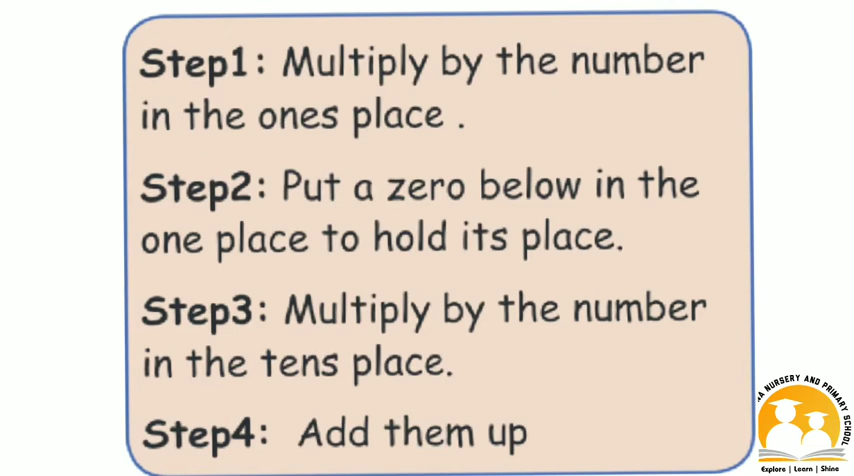 Step1: Multiply by the number
in the ones place .
Step2: Put a zero below in the
one place to hold its place.
Step3: Multiply by the number
in the tens place.
Step4: Add them up
NURSERY AND PRIMARY SCHOOL
Explore | Learn | Shine